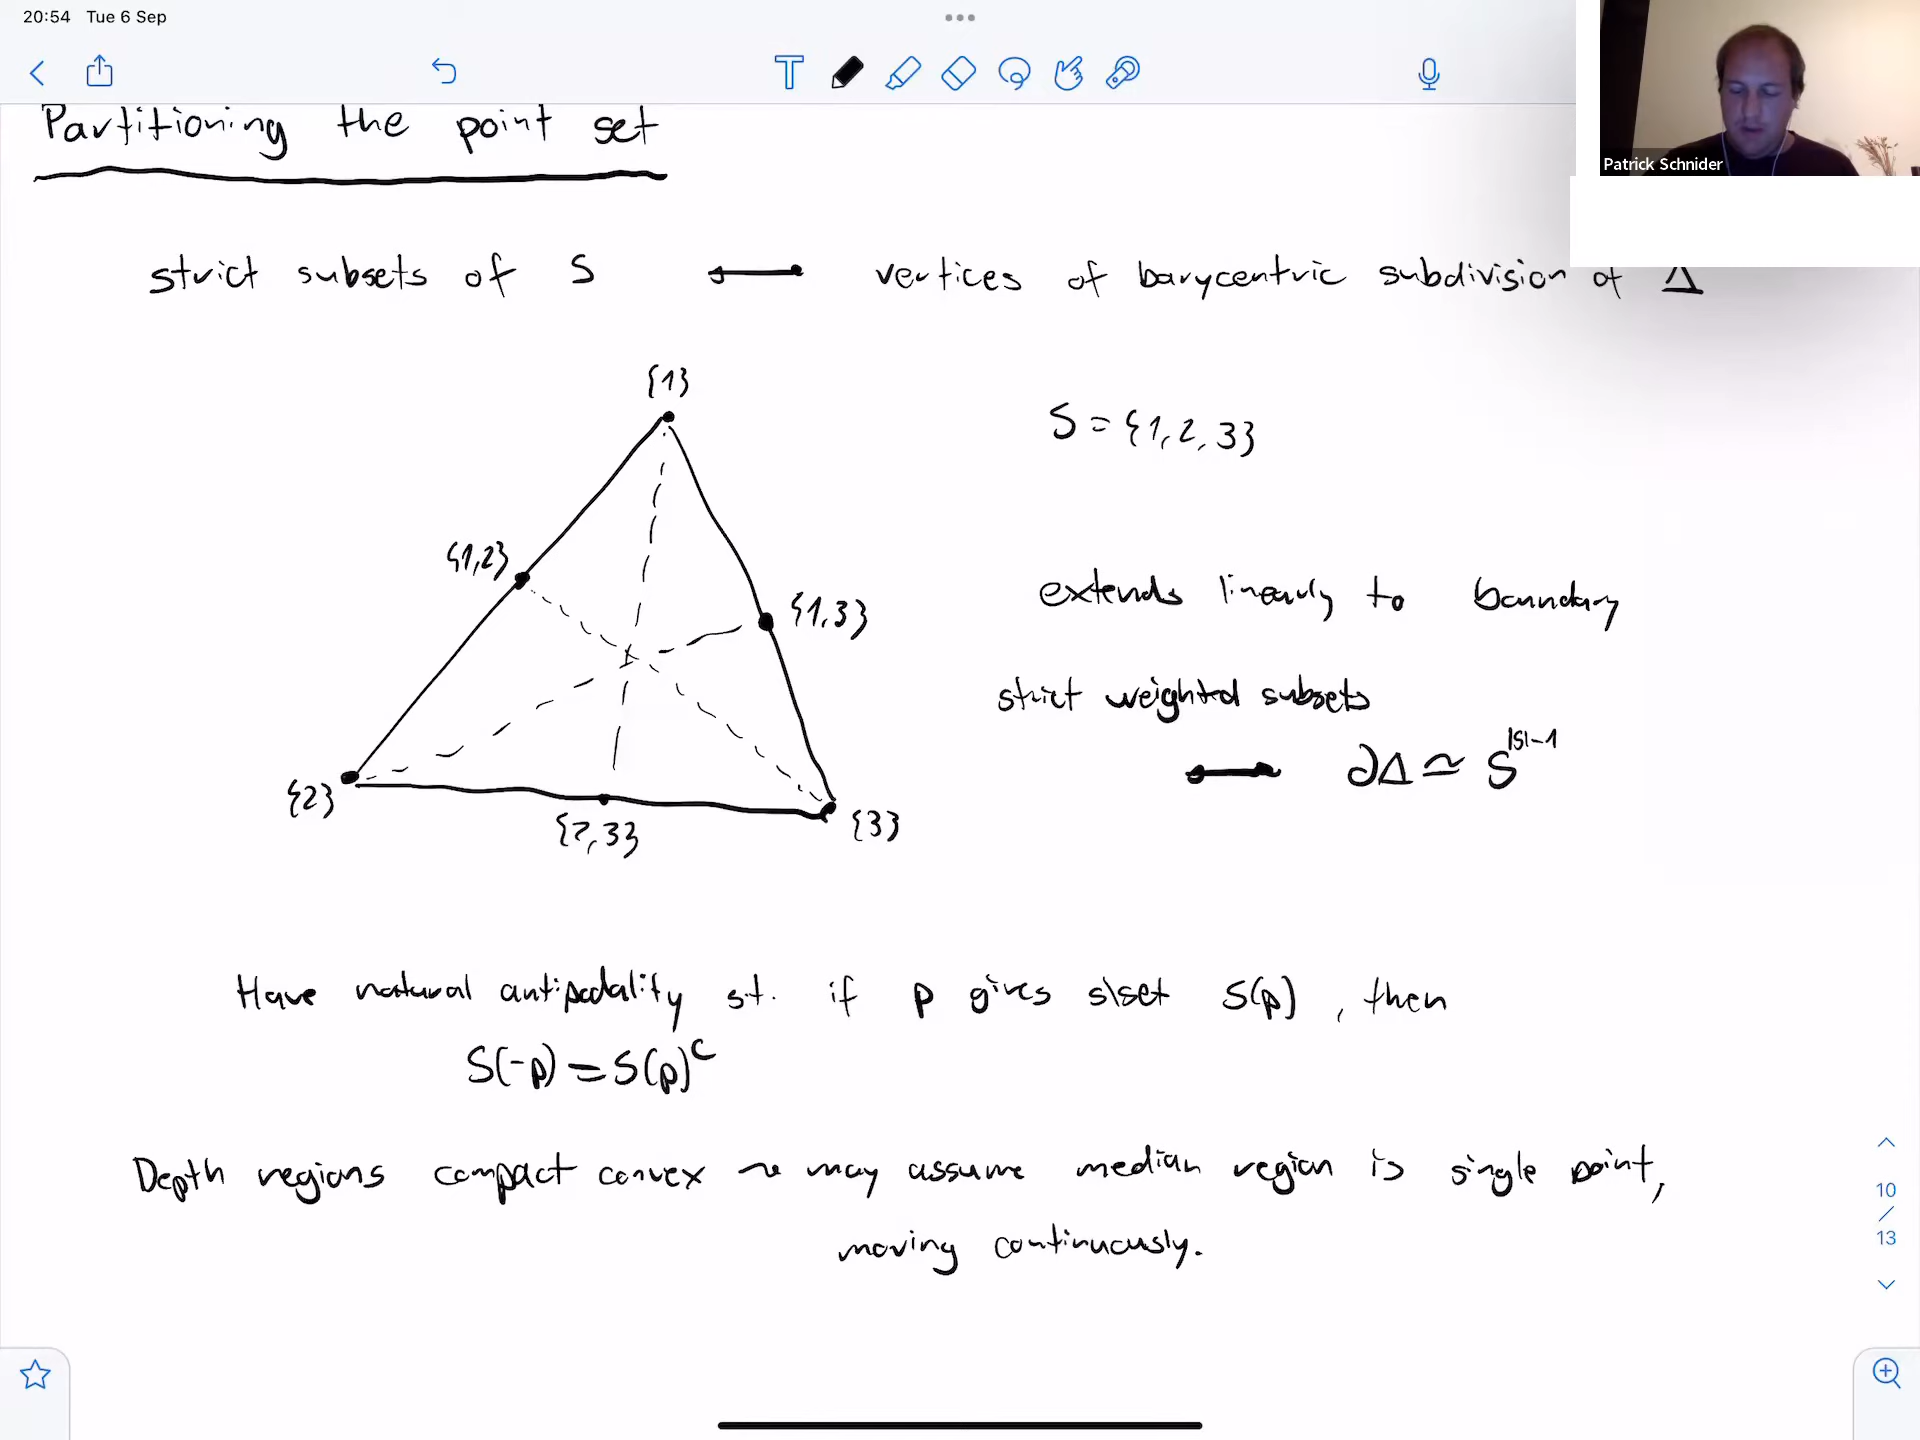 20:54 Tue 6 Sep
Patrick Schnider
Partitioning the point set
strict subsets of S ⟷ vertices of barycentric subdivision of Δ
{1}
S = {1, 2, 3}
{1,2}
{1,3}
extends linearly to boundary
strict weighted subsets
⟷ ∂Δ ≃ S^{|S|-1}
{2}
{2,3}
{3}
Have natural antipodality s.t. if p gives s\set S(p), then
S(-p) = S(p)^c
Depth regions compact convex ~ may assume median region is single point,
moving continuously.
10
/
13